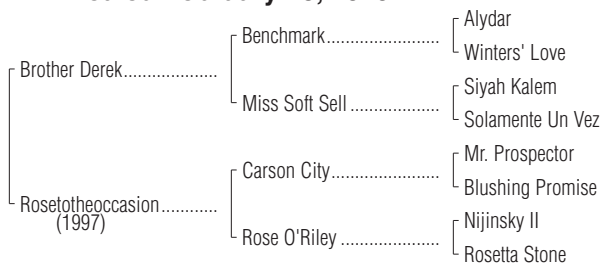 Alydar
Benchmark........................
Winters' Love
Brother Derek....................
Siyah Kalem
Miss Soft Sell ...................
Solamente Un Vez
Mr. Prospector
Carson City.......................
Blushing Promise
Rosetotheoccasion............
(1997)
Nijinsky II
Rose O'Riley .....................
Rosetta Stone